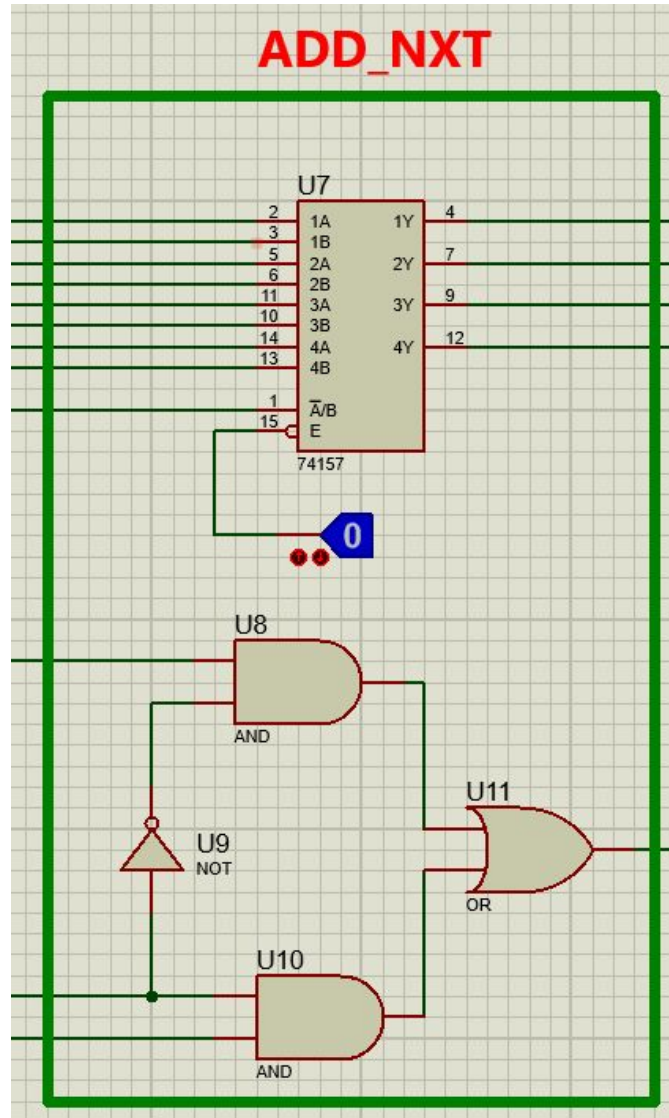 ADD_NXT
U7
2 1A 1Y 4
3 1B
5 2A 2Y 7
6 2B
11 3A 3Y 9
10 3B
14 4A 4Y 12
13 4B
1 A̅/B
15 E
74157
0
U8
AND
U9
NOT
U11
OR
U10
AND